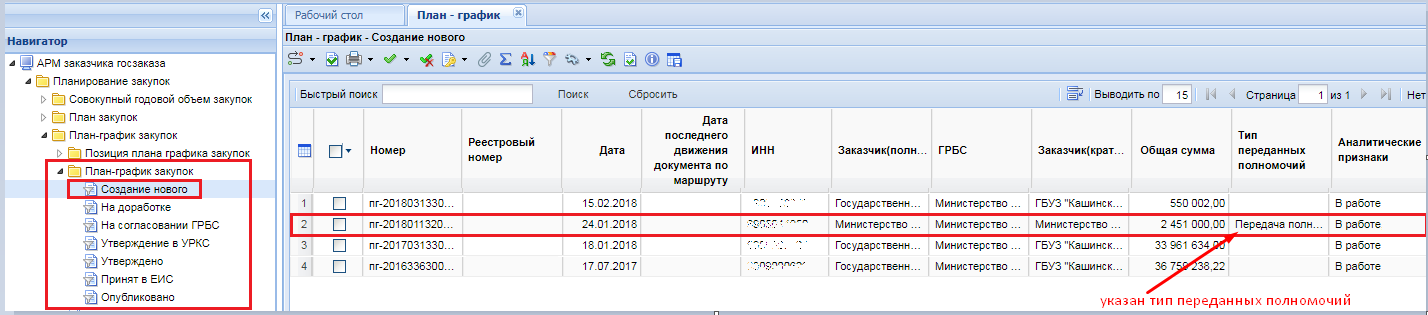 Рабочий стол
План - график
Навигатор
План - график - Создание нового
АРМ заказчика госзаказа
Планирование закупок
Совокупный годовой объем закупок
План закупок
План-график закупок
Позиция плана графика закупок
План-график закупок
Создание нового
На доработке
На согласовании ГРБС
Утверждение в УРКС
Утверждено
Принят в ЕИС
Опубликовано
Быстрый поиск Поиск Сбросить Выводить по 15 Страница 1 из 1 Нет
Номер Реестровый номер Дата Дата последнего движения документа по маршруту ИНН Заказчик(полн... ГРБС Заказчик(крат... Общая сумма Тип переданных полномочий Аналитические признаки
1 пг-2018031330... 15.02.2018 Государственн... Министерство ... ГБУЗ "Кашинск... 550 002,00 В работе
2 пг-2018011320... 24.01.2018 Министерство ... Министерство ... Министерство ... 2 451 000,00 Передача полн... В работе
3 пг-2017031330... 18.01.2018 Государственн... Министерство ... ГБУЗ "Кашинск... 33 961 634,00 В работе
4 пг-2016336300... 17.07.2017 Государственн... Министерство ... ГБУЗ "Кашинск... 36 758 238,22 В работе
указан тип переданных полномочий